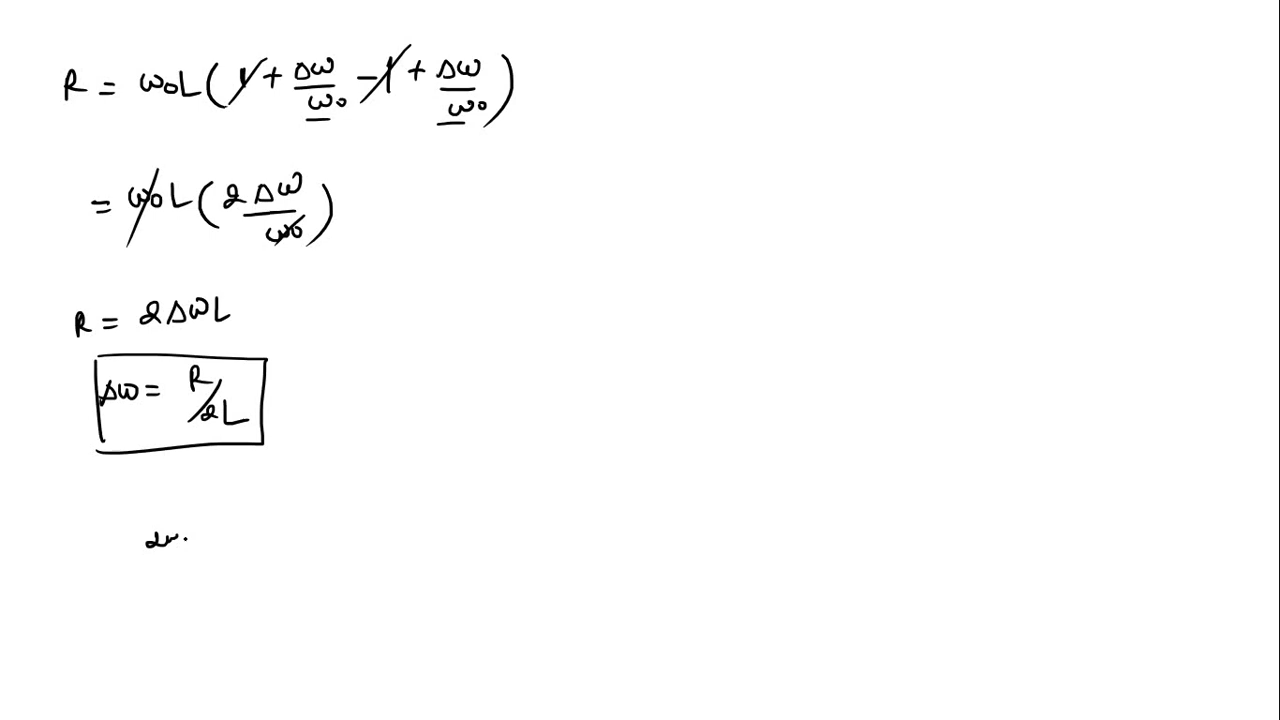 R = ω₀L(1 + Δω/ω₀ - 1 + Δω/ω₀)
= ω₀L(2Δω/ω₀)
R = 2ΔωL
Δω = R/2L